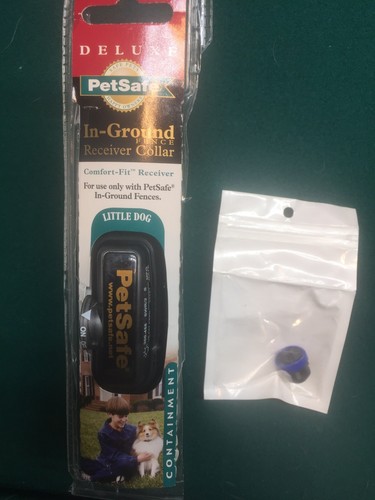 DELUXE
PetSafe
In-Ground
FENCE
Receiver Collar
Comfort-Fit™ Receiver
For use only with PetSafe®
In-Ground Fences.
LITTLE DOG
PetSafe®
www.petsafe.net
ON
CONTAINMENT